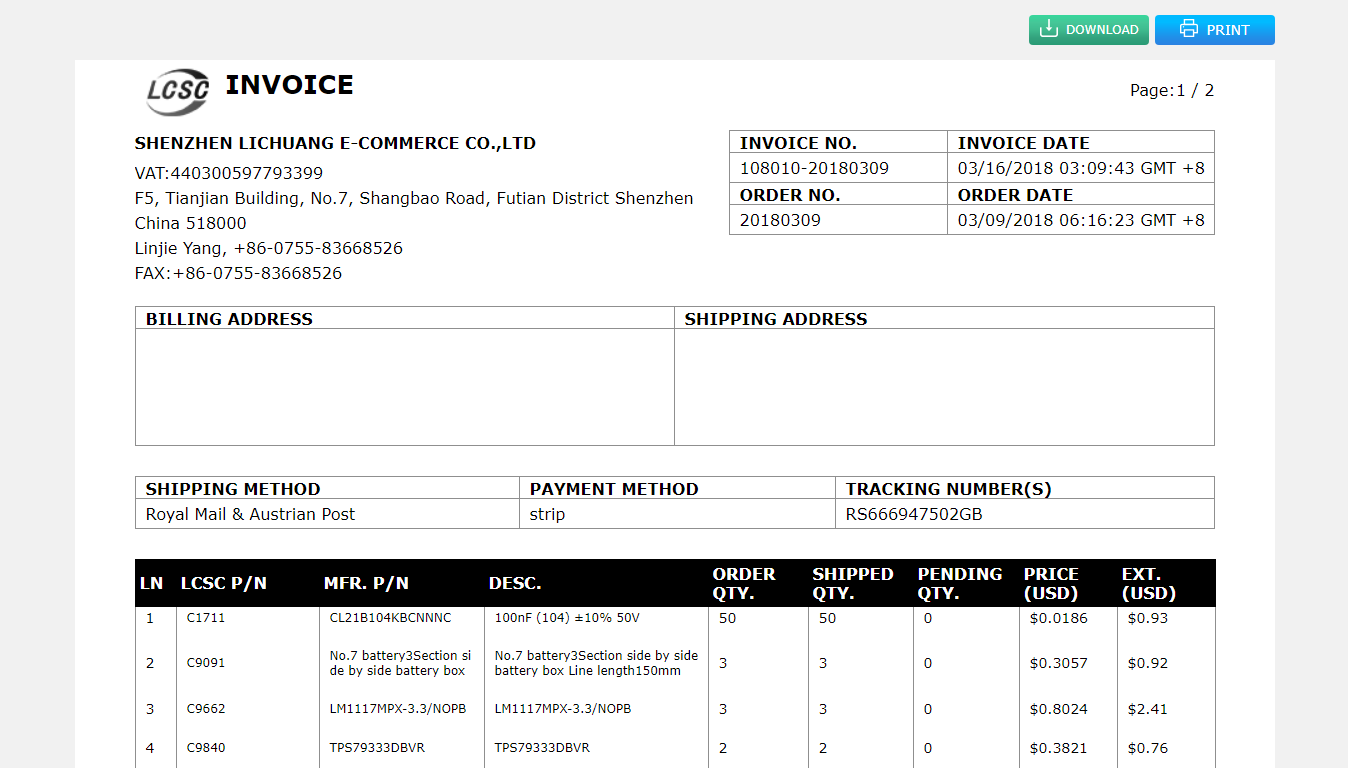 DOWNLOAD PRINT
LCSC INVOICE
Page:1 / 2
SHENZHEN LICHUANG E-COMMERCE CO.,LTD
VAT:440300597793399
F5, Tianjian Building, No.7, Shangbao Road, Futian District Shenzhen
China 518000
Linjie Yang, +86-0755-83668526
FAX:+86-0755-83668526
INVOICE NO. INVOICE DATE
108010-20180309 03/16/2018 03:09:43 GMT +8
ORDER NO. ORDER DATE
20180309 03/09/2018 06:16:23 GMT +8
BILLING ADDRESS SHIPPING ADDRESS
SHIPPING METHOD PAYMENT METHOD TRACKING NUMBER(S)
Royal Mail & Austrian Post strip RS666947502GB
LN LCSC P/N MFR. P/N DESC. ORDER QTY. SHIPPED QTY. PENDING QTY. PRICE (USD) EXT. (USD)
1 C1711 CL21B104KBCNNNC 100nF (104) ±10% 50V 50 50 0 $0.0186 $0.93
2 C9091 No.7 battery3Section si de by side battery box No.7 battery3Section side by side battery box Line length150mm 3 3 0 $0.3057 $0.92
3 C9662 LM1117MPX-3.3/NOPB LM1117MPX-3.3/NOPB 3 3 0 $0.8024 $2.41
4 C9840 TPS79333DBVR TPS79333DBVR 2 2 0 $0.3821 $0.76